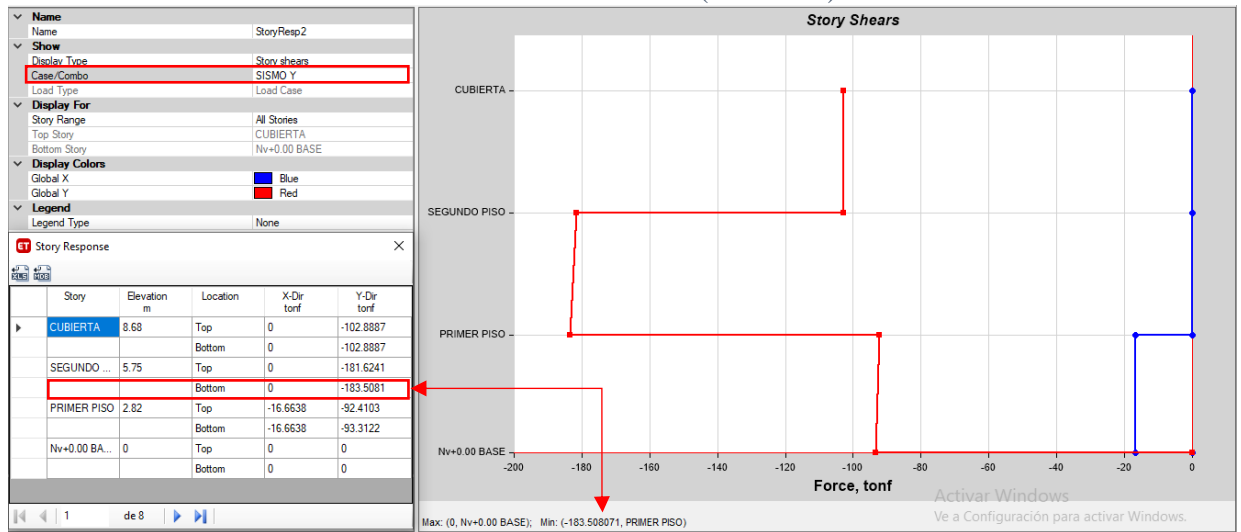 Name
Name StoryResp2
Show
Display Type Story shears
Case/Combo SISMO Y
Load Type Load Case
Display For
Story Range All Stories
Top Story CUBIERTA
Bottom Story Nv+0.00 BASE
Display Colors
Global X Blue
Global Y Red
Legend
Legend Type None
ET Story Response
XLS MDB
Story Elevation Location X-Dir Y-Dir
m tonf tonf
CUBIERTA 8.68 Top 0 -102.8887
Bottom 0 -102.8887
SEGUNDO ... 5.75 Top 0 -181.6241
Bottom 0 -183.5081
PRIMER PISO 2.82 Top -16.6638 -92.4103
Bottom -16.6638 -93.3122
Nv+0.00 BA... 0 Top 0 0
Bottom 0 0
1 de 8
Story Shears
CUBIERTA
SEGUNDO PISO
PRIMER PISO
Nv+0.00 BASE
-200 -180 -160 -140 -120 -100 -80 -60 -40 -20 0
Force, tonf
Max: (0, Nv+0.00 BASE); Min: (-183.508071, PRIMER PISO)
Activar Windows
Ve a Configuración para activar Windows.